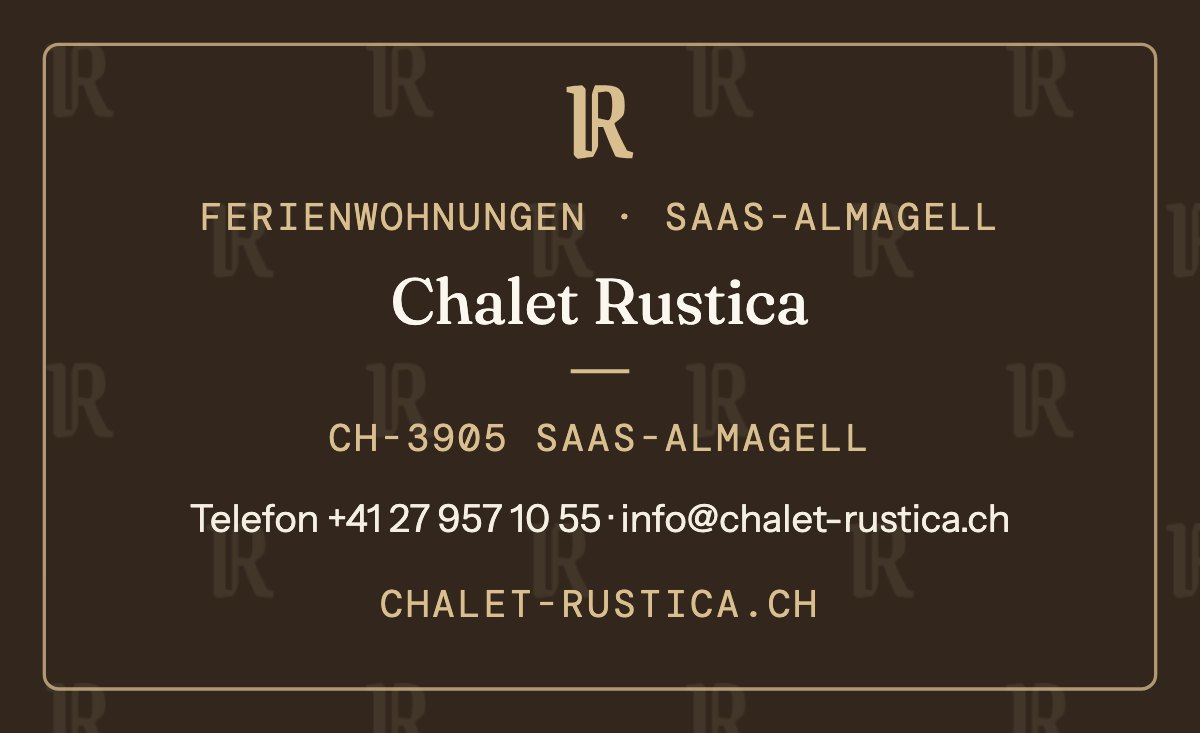 R
FERIENWOHNUNGEN · SAAS-ALMAGELL
Chalet Rustica
CH-3905 SAAS-ALMAGELL
Telefon +41 27 957 10 55 · info@chalet-rustica.ch
CHALET-RUSTICA.CH